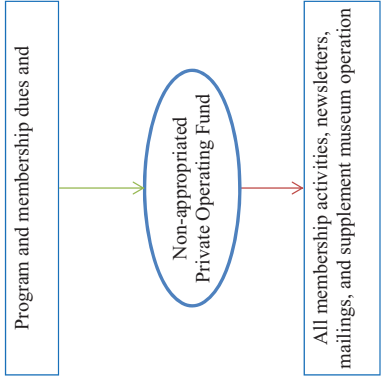 Program and membership dues and
Non-appropriated
Private Operating Fund
All membership activities, newsletters,
mailings, and supplement museum operation